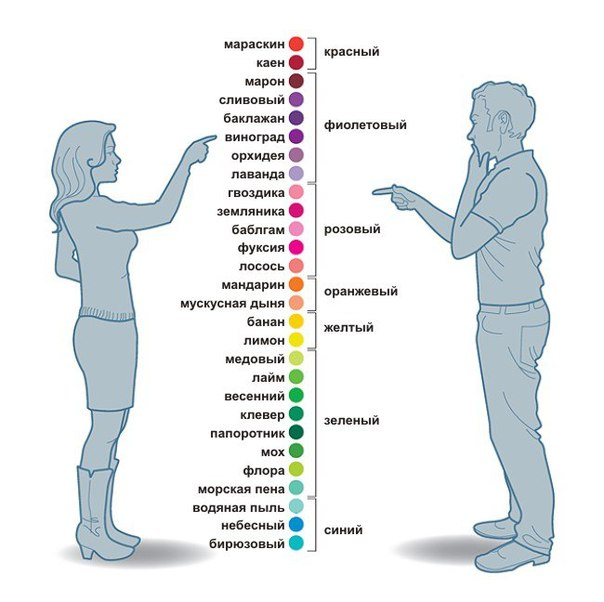 мараскин
каен
красный
марон
сливовый
баклажан
виноград
орхидея
лаванда
фиолетовый
гвоздика
земляника
баблгам
фуксия
лосось
розовый
мандарин
мускусная дыня
оранжевый
банан
лимон
желтый
медовый
лайм
весенний
клевер
папоротник
мох
флора
морская пена
зеленый
водяная пыль
небесный
бирюзовый
синий